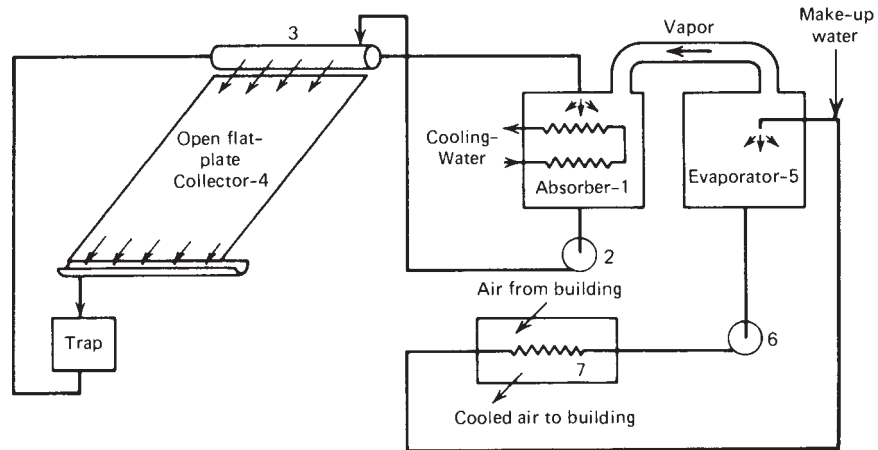 3
Vapor
Make-up
water
Open flat-
plate
Collector-4
Cooling-
Water
Absorber-1
Evaporator-5
2
Air from building
Trap
6
7
Cooled air to building